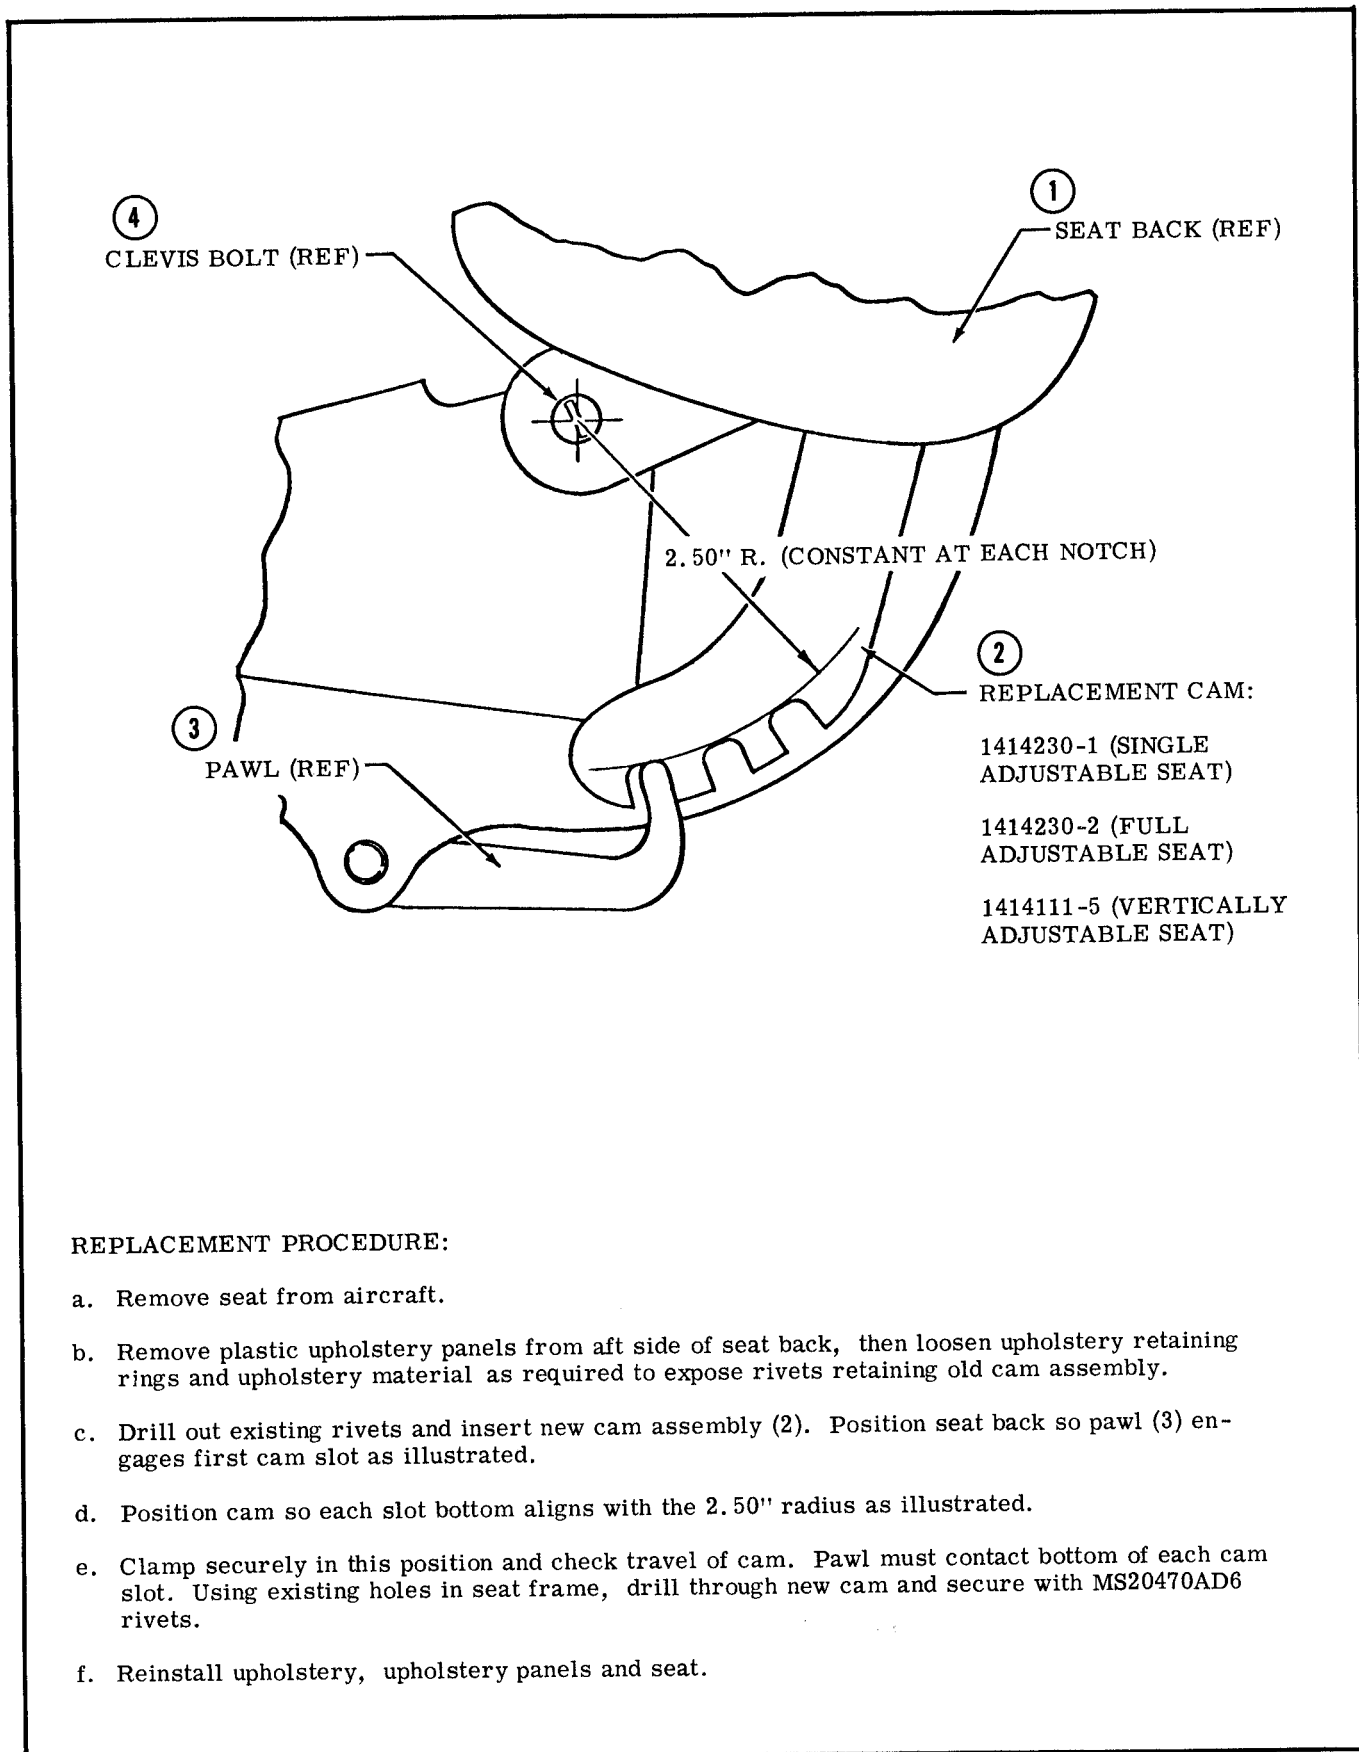 4
CLEVIS BOLT (REF)
1
SEAT BACK (REF)
2.50" R. (CONSTANT AT EACH NOTCH)
2
REPLACEMENT CAM:
1414230-1 (SINGLE
ADJUSTABLE SEAT)
1414230-2 (FULL
ADJUSTABLE SEAT)
1414111-5 (VERTICALLY
ADJUSTABLE SEAT)
3
PAWL (REF)
REPLACEMENT PROCEDURE:
a. Remove seat from aircraft.
b. Remove plastic upholstery panels from aft side of seat back, then loosen upholstery retaining
rings and upholstery material as required to expose rivets retaining old cam assembly.
c. Drill out existing rivets and insert new cam assembly (2). Position seat back so pawl (3) en-
gages first cam slot as illustrated.
d. Position cam so each slot bottom aligns with the 2.50" radius as illustrated.
e. Clamp securely in this position and check travel of cam. Pawl must contact bottom of each cam
slot. Using existing holes in seat frame, drill through new cam and secure with MS20470AD6
rivets.
f. Reinstall upholstery, upholstery panels and seat.